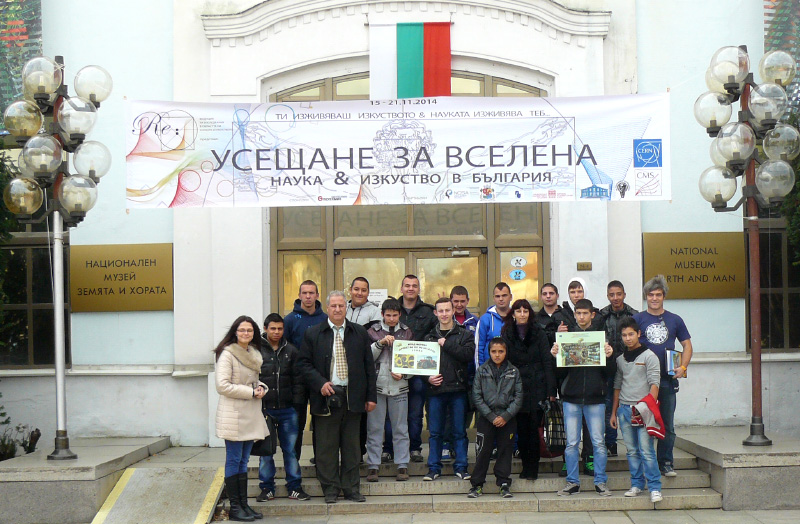 15 - 21.11.2014
ТИ ИЗЖИВЯВАШ ИЗКУСТВОТО & НАУКАТА ИЗЖИВЯВА ТЕБ...
Re:
УСЕЩАНЕ ЗА ВСЕЛЕНА
НАУКА & ИЗКУСТВО В БЪЛГАРИЯ
CERN
CMS
НАЦИОНАЛЕН
МУЗЕЙ
ЗЕМЯТА И ХОРАТА
NATIONAL
MUSEUM
RTH AND MAN